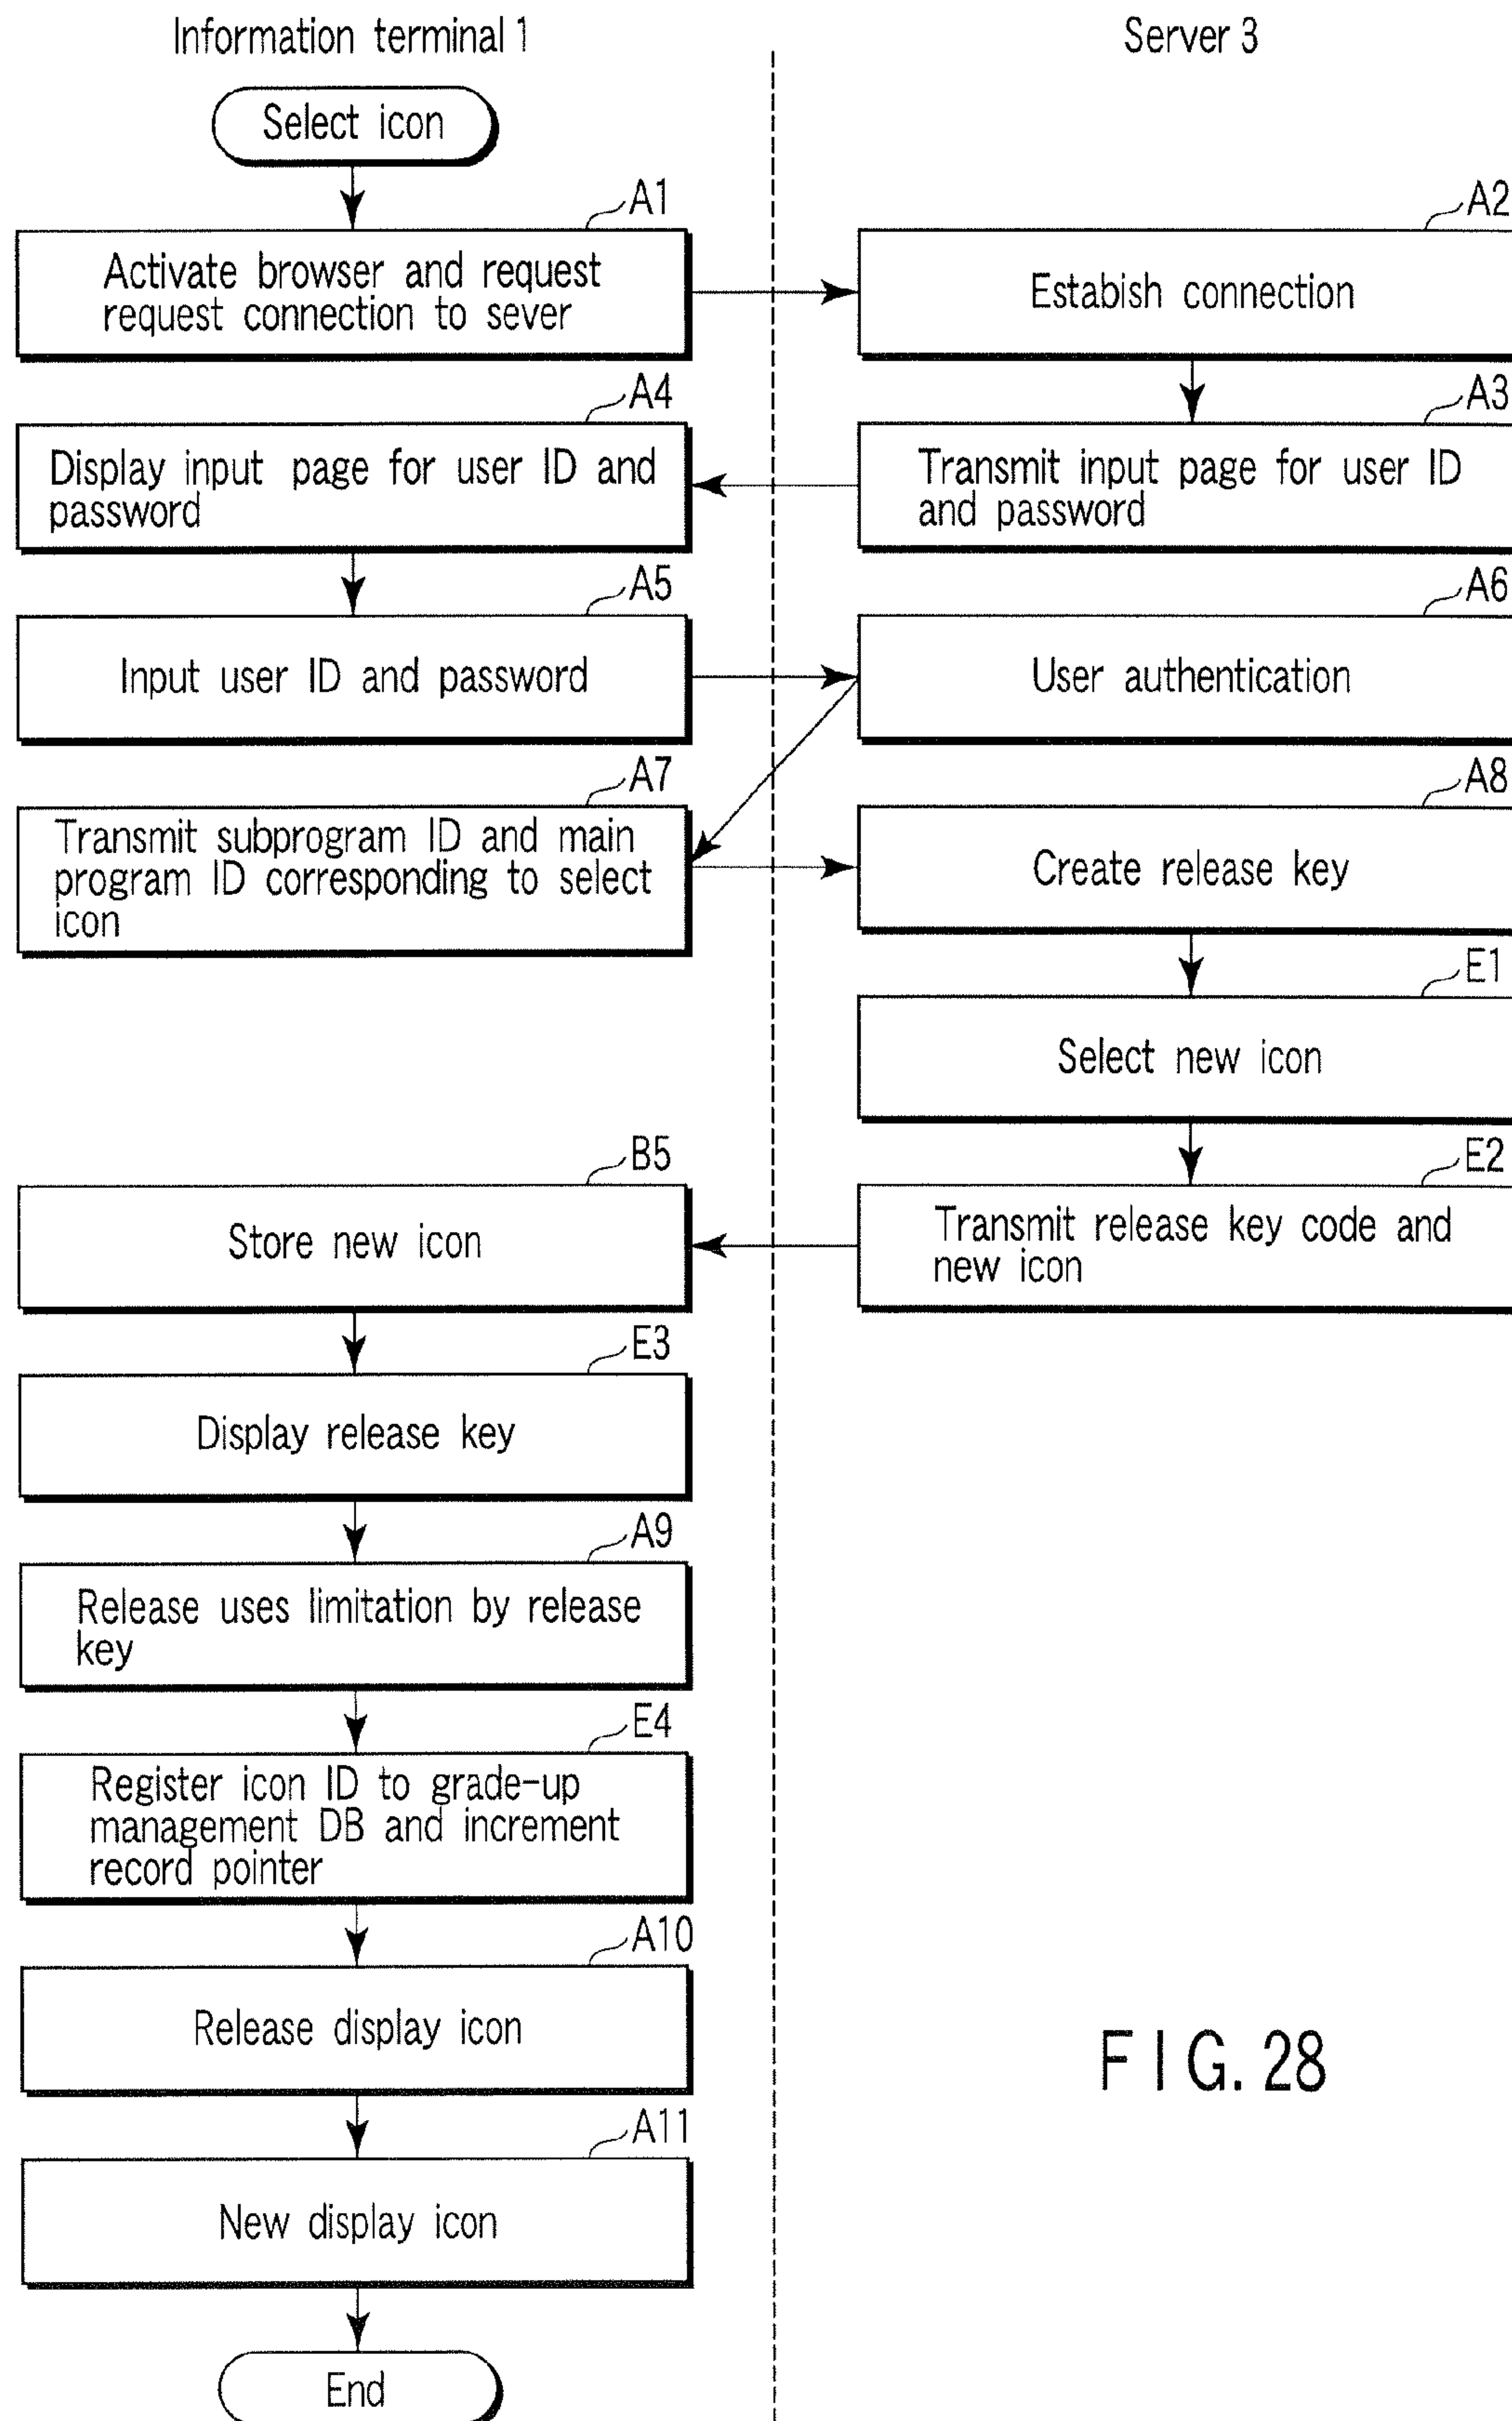 Information terminal 1
Server 3
Select icon
A1
Activate browser and request
request connection to sever
A2
Estabish connection
A4
Display input page for user ID and
password
A3
Transmit input page for user ID
and password
A5
Input user ID and password
A6
User authentication
A7
Transmit subprogram ID and main
program ID corresponding to select
icon
A8
Create release key
E1
Select new icon
B5
Store new icon
E2
Transmit release key code and
new icon
E3
Display release key
A9
Release uses limitation by release
key
E4
Register icon ID to grade-up
management DB and increment
record pointer
A10
Release display icon
A11
New display icon
End
FIG. 28